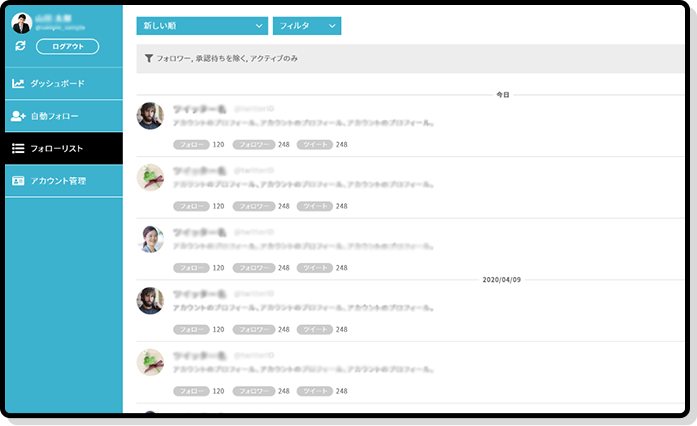 ログアウト
ダッシュボード
自動フォロー
フォローリスト
アカウント管理
新しい順
フィルタ
フォロワー, 承認待ちを除く, アクティブのみ
今日
ツイッター名
アカウントのプロフィール、アカウントのプロフィール、アカウントのプロフィール。
フォロー 120 フォロワー 248 ツイート 248
ツイッター名
アカウントのプロフィール、アカウントのプロフィール、アカウントのプロフィール。
フォロー 120 フォロワー 248 ツイート 248
ツイッター名
アカウントのプロフィール、アカウントのプロフィール、アカウントのプロフィール。
フォロー 120 フォロワー 248 ツイート 248
2020/04/09
ツイッター名
アカウントのプロフィール、アカウントのプロフィール、アカウントのプロフィール。
フォロー 120 フォロワー 248 ツイート 248
ツイッター名
アカウントのプロフィール、アカウントのプロフィール、アカウントのプロフィール。
フォロー 120 フォロワー 248 ツイート 248